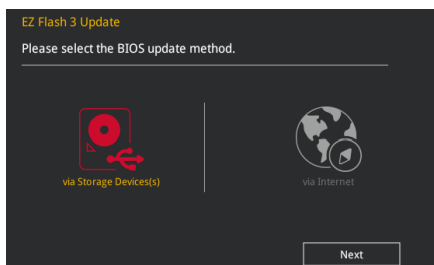 EZ Flash 3 Update
Please select the BIOS update method.
via Storage Devices(s)
via Internet
Next